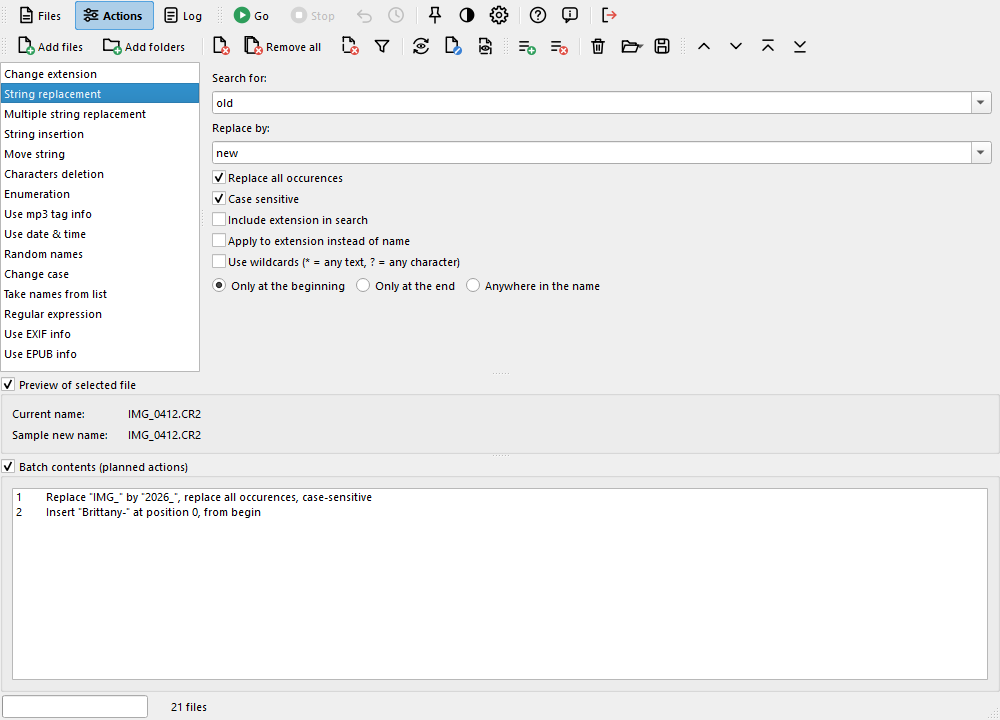 Files Actions Log Go Stop
Add files Add folders Remove all
Change extension
String replacement
Multiple string replacement
String insertion
Move string
Characters deletion
Enumeration
Use mp3 tag info
Use date & time
Random names
Change case
Take names from list
Regular expression
Use EXIF info
Use EPUB info
Search for:
old
Replace by:
new
Replace all occurences
Case sensitive
Include extension in search
Apply to extension instead of name
Use wildcards (* = any text, ? = any character)
Only at the beginning Only at the end Anywhere in the name
Preview of selected file
Current name: IMG_0412.CR2
Sample new name: IMG_0412.CR2
Batch contents (planned actions)
1 Replace "IMG_" by "2026_", replace all occurences, case-sensitive
2 Insert "Brittany-" at position 0, from begin
21 files